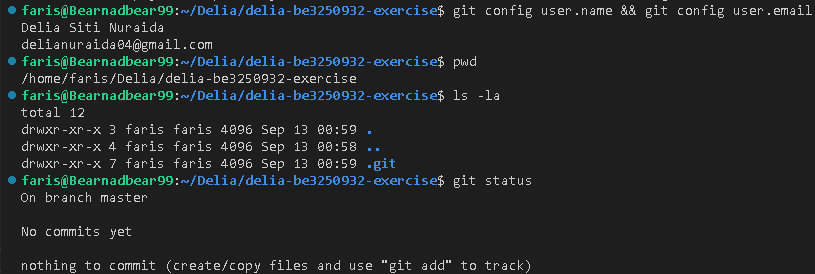 faris@Bearnadbear99:~/Delia/delia-be3250932-exercise$ git config user.name && git config user.email
Delia Siti Nuraida
delianuraida04@gmail.com
faris@Bearnadbear99:~/Delia/delia-be3250932-exercise$ pwd
/home/faris/Delia/delia-be3250932-exercise
faris@Bearnadbear99:~/Delia/delia-be3250932-exercise$ ls -la
total 12
drwxr-xr-x 3 faris faris 4096 Sep 13 00:59 .
drwxr-xr-x 4 faris faris 4096 Sep 13 00:58 ..
drwxr-xr-x 7 faris faris 4096 Sep 13 00:59 .git
faris@Bearnadbear99:~/Delia/delia-be3250932-exercise$ git status
On branch master
No commits yet
nothing to commit (create/copy files and use "git add" to track)